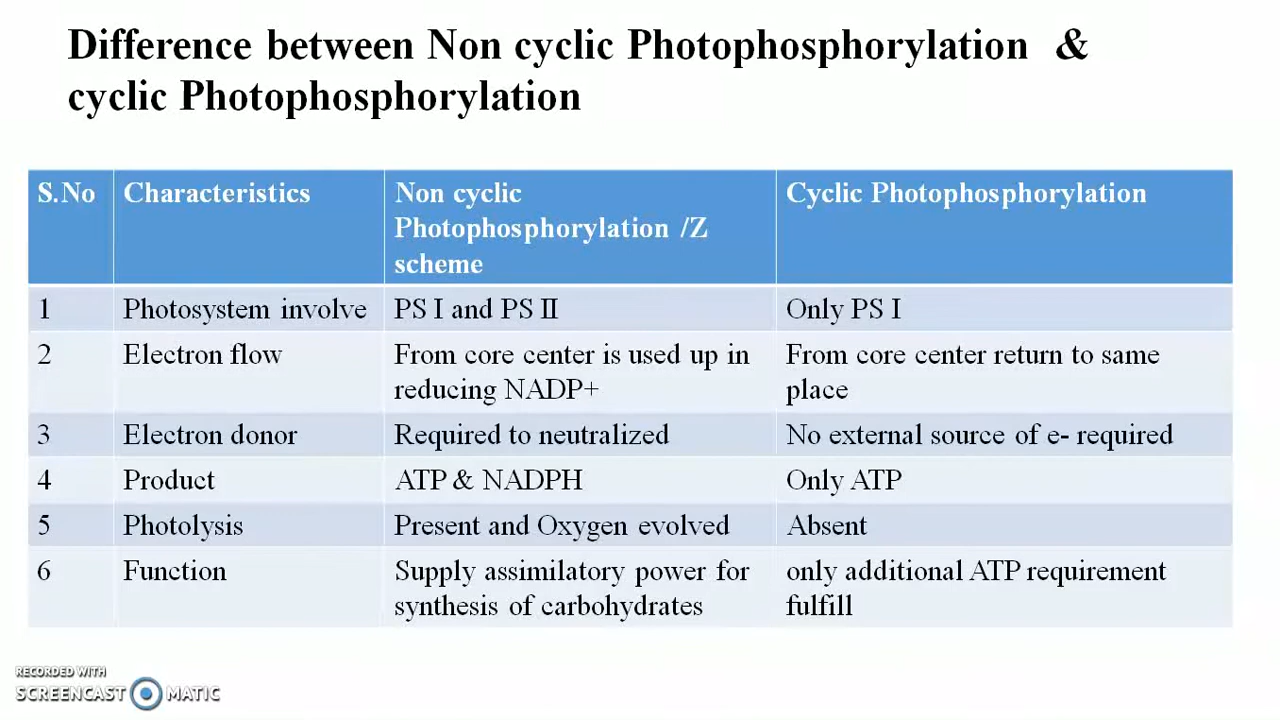 Difference between Non cyclic Photophosphorylation &
cyclic Photophosphorylation
S.No Characteristics Non cyclic Photophosphorylation /Z scheme Cyclic Photophosphorylation
1 Photosystem involve PS I and PS II Only PS I
2 Electron flow From core center is used up in reducing NADP+ From core center return to same place
3 Electron donor Required to neutralized No external source of e- required
4 Product ATP & NADPH Only ATP
5 Photolysis Present and Oxygen evolved Absent
6 Function Supply assimilatory power for synthesis of carbohydrates only additional ATP requirement fulfill
RECORDED WITH
SCREENCAST MATIC